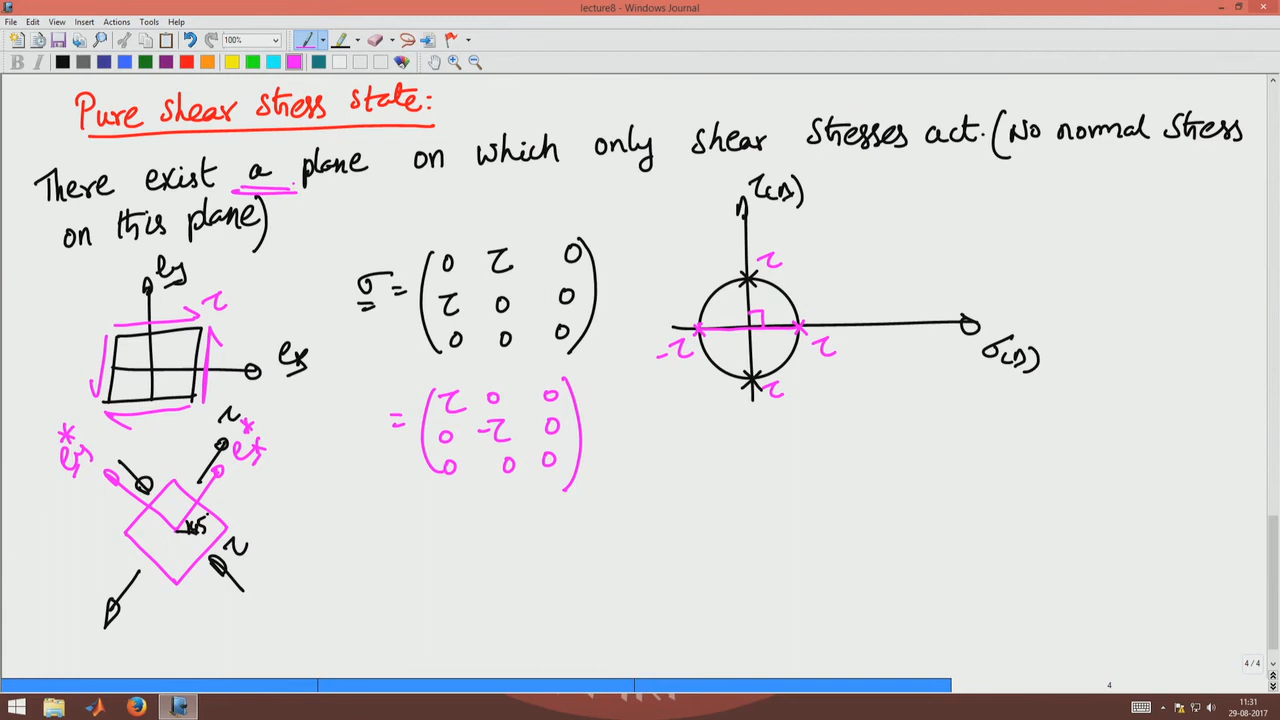 lecture8 - Windows Journal
File Edit View Insert Actions Tools Help
100%
Pure shear stress state:
There exist a plane on which only shear stresses act. (No normal stress
on this plane)
τ(n)
τ
-τ τ
τ
σ(n)
ey
τ
ex
σ = (0 τ 0
τ 0 0
0 0 0)
= (τ 0 0
0 -τ 0
0 0 0)
τ
ey* ex*
45°
τ
4 / 4
4
11:31
29-08-2017